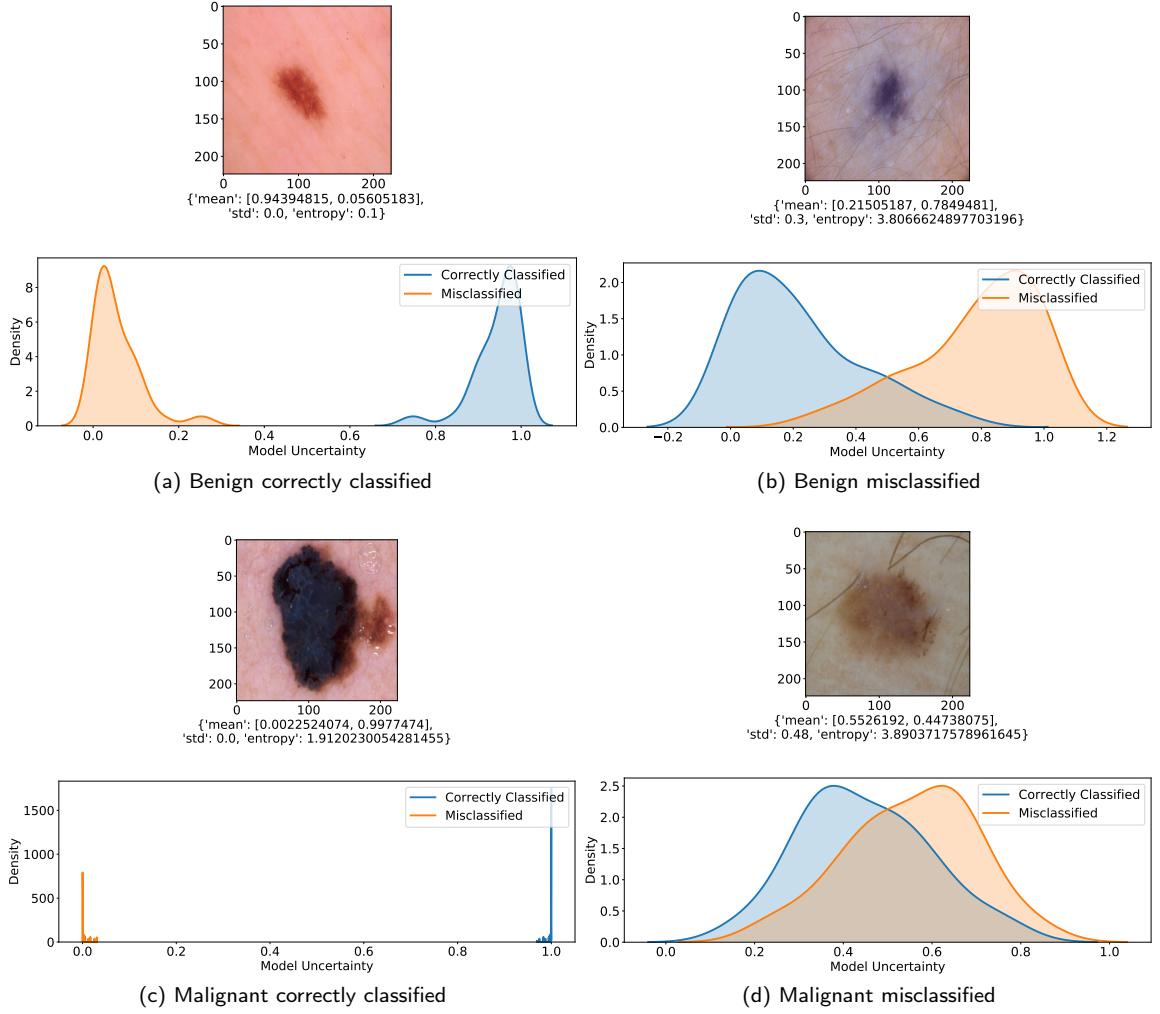 0
50
100
150
200
0 100 200
{'mean': [0.94394815, 0.05605183],
'std': 0.0, 'entropy': 0.1}
0
50
100
150
200
0 100 200
{'mean': [0.21505187, 0.7849481],
'std': 0.3, 'entropy': 3.8066624897703196}
Density
8
6
4
2
0
Correctly Classified
Misclassified
0.0 0.2 0.4 0.6 0.8 1.0
Model Uncertainty
(a) Benign correctly classified
Density
2.0
1.5
1.0
0.5
0.0
Correctly Classified
Misclassified
−0.2 0.0 0.2 0.4 0.6 0.8 1.0 1.2
Model Uncertainty
(b) Benign misclassified
0
50
100
150
200
0 100 200
{'mean': [0.0022524074, 0.9977474],
'std': 0.0, 'entropy': 1.9120230054281455}
0
50
100
150
200
0 100 200
{'mean': [0.5526192, 0.44738075],
'std': 0.48, 'entropy': 3.8903717578961645}
Density
1500
1000
500
0
Correctly Classified
Misclassified
0.0 0.2 0.4 0.6 0.8 1.0
Model Uncertainty
(c) Malignant correctly classified
Density
2.5
2.0
1.5
1.0
0.5
0.0
Correctly Classified
Misclassified
0.0 0.2 0.4 0.6 0.8 1.0
Model Uncertainty
(d) Malignant misclassified